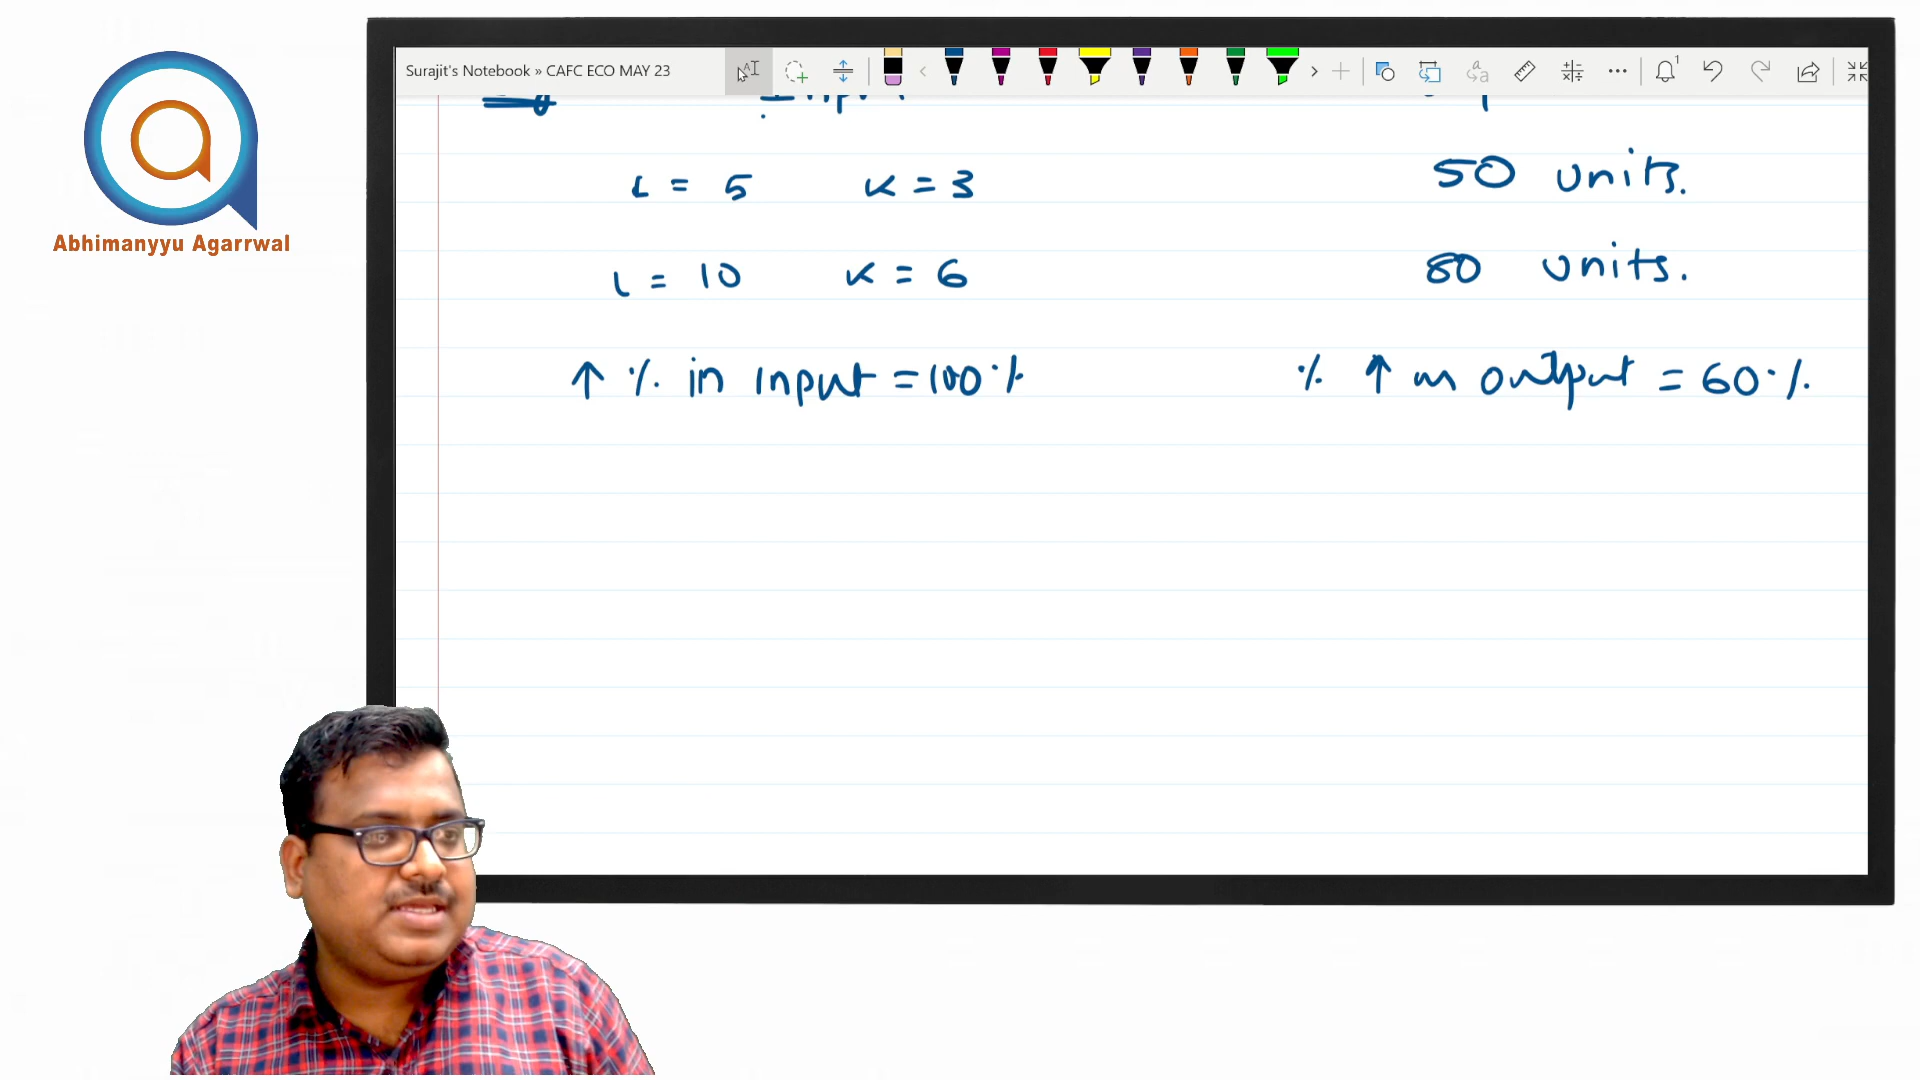 Surajit's Notebook » CAFC ECO MAY 23
Abhimanyyu Agarrwal
L = 5 K = 3 50 units.
L = 10 K = 6 80 units.
↑ % in input = 100 % % ↑ in output = 60 %.